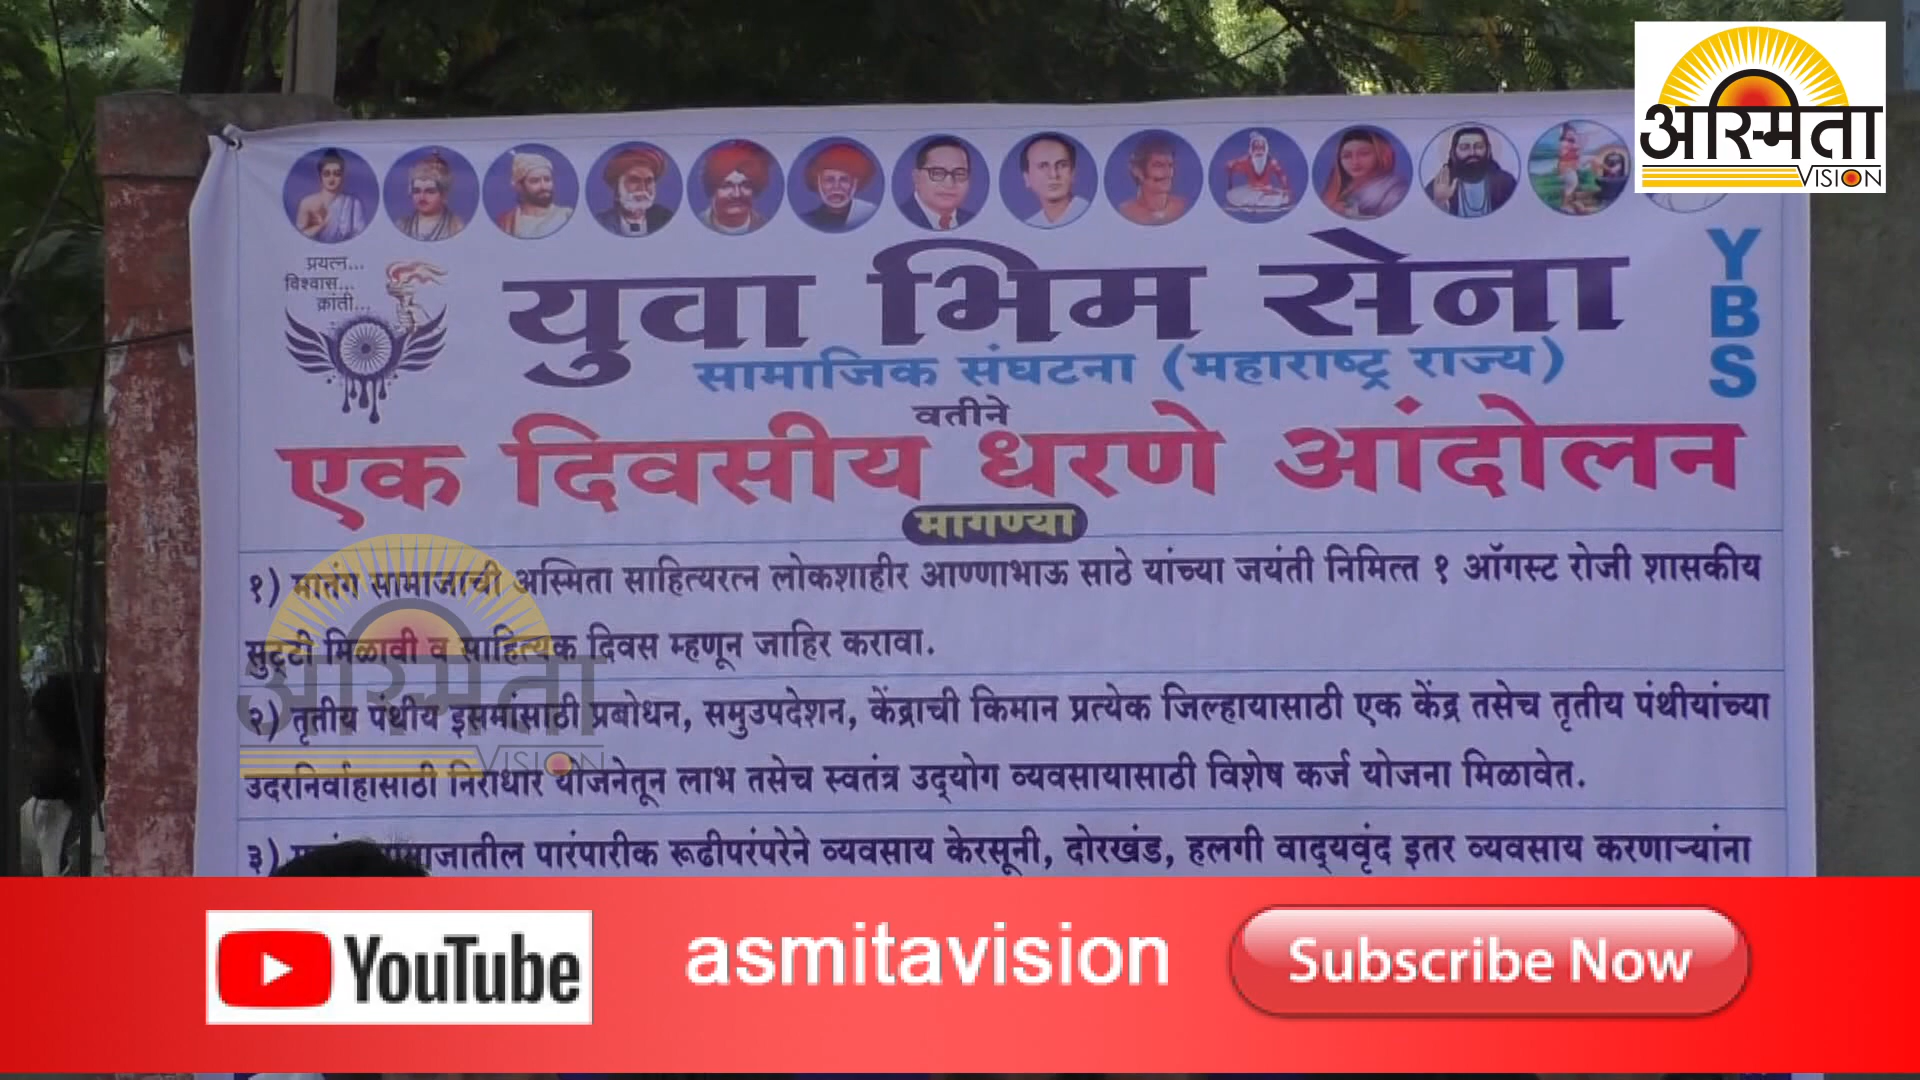 अस्मिता
VISION
प्रयत्न...
विश्वास...
क्रांती...
युवा भिम सेना
YBS
सामाजिक संघटना (महाराष्ट्र राज्य)
वतीने
एक दिवसीय धरणे आंदोलन
मागण्या
१) मातंग सामाजाची अस्मिता साहित्यरत्न लोकशाहीर आण्णाभाऊ साठे यांच्या जयंती निमित्त १ ऑगस्ट रोजी शासकीय
सुट्टी मिळावी व साहित्यक दिवस म्हणून जाहिर करावा.
२) तृतीय पंथीय इसमांसाठी प्रबोधन, समुउपदेशन, केंद्राची किमान प्रत्येक जिल्हायासाठी एक केंद्र तसेच तृतीय पंथीयांच्या
उदरनिर्वाहासाठी निराधार योजनेतून लाभ तसेच स्वतंत्र उद्योग व्यवसायासाठी विशेष कर्ज योजना मिळावेत.
अस्मिता
VISION
३) पारंपारीक रूढीपरंपरेने व्यवसाय केरसूनी, दोरखंड, हलगी वाद्यवृंद इतर व्यवसाय करणाऱ्यांना
YouTube
asmitavision
Subscribe Now